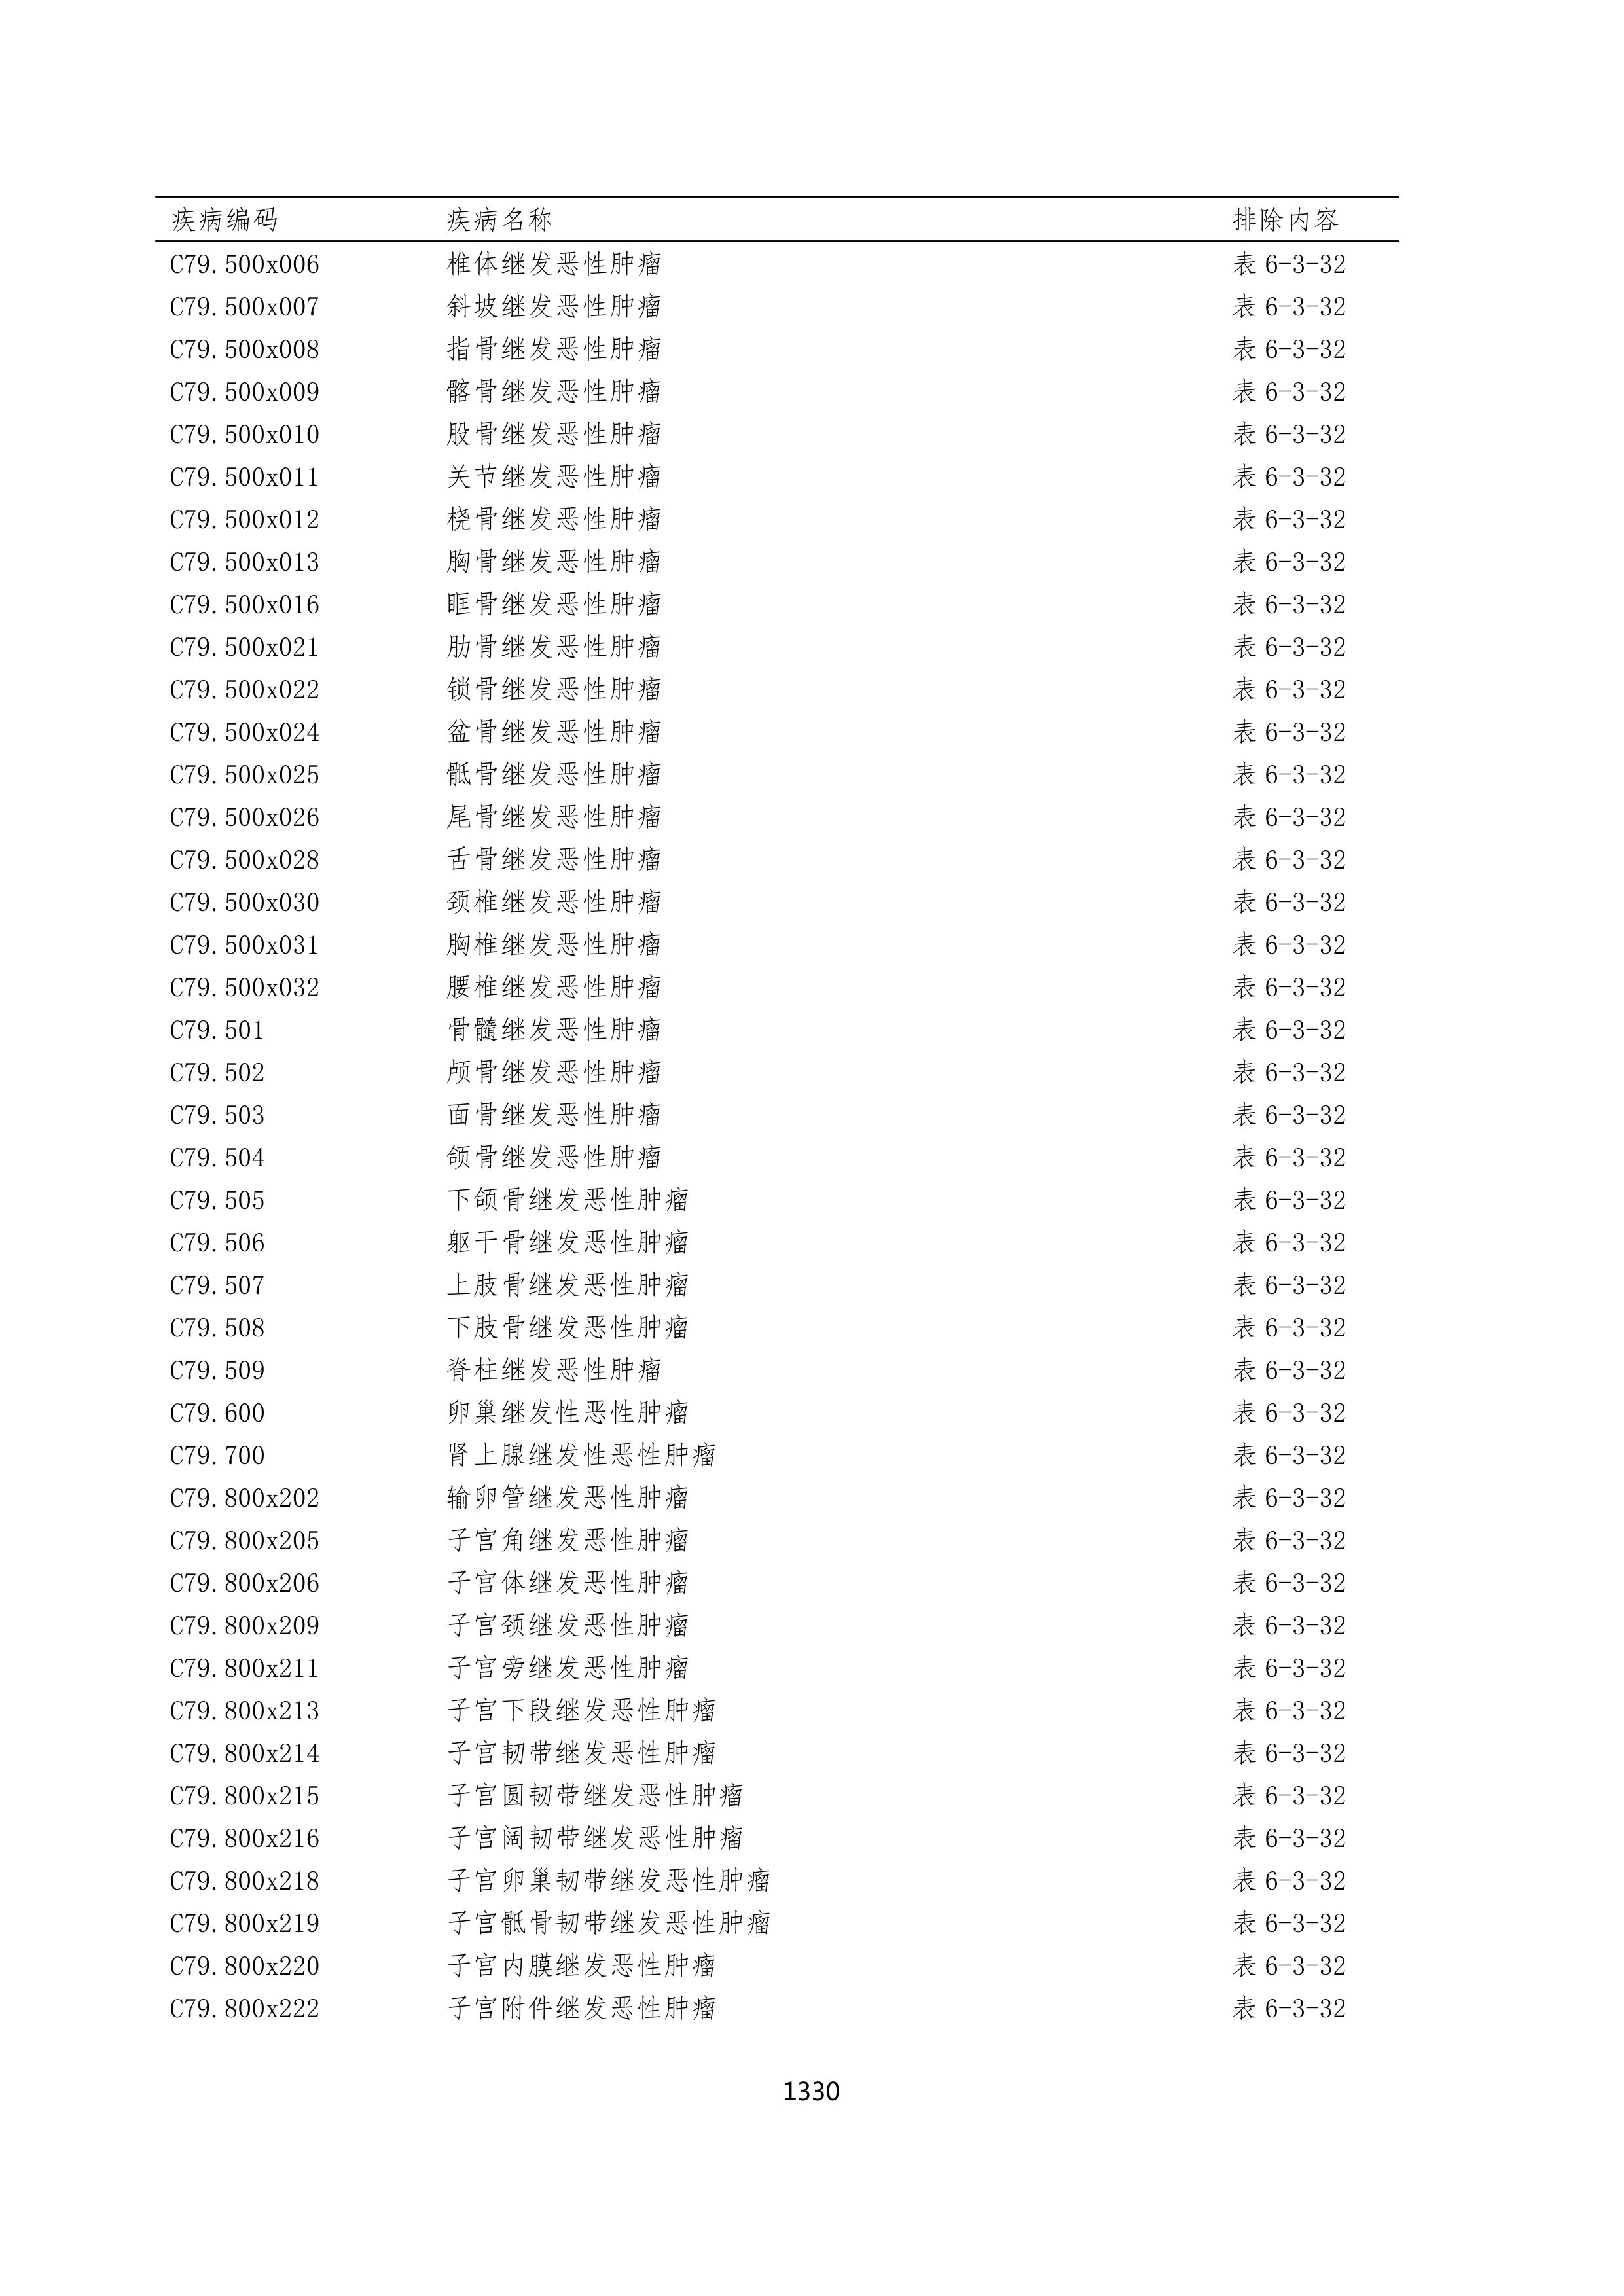 疾病编码 疾病名称 排除内容
C79.500x006 椎体继发恶性肿瘤 表 6-3-32
C79.500x007 斜坡继发恶性肿瘤 表 6-3-32
C79.500x008 指骨继发恶性肿瘤 表 6-3-32
C79.500x009 髂骨继发恶性肿瘤 表 6-3-32
C79.500x010 股骨继发恶性肿瘤 表 6-3-32
C79.500x011 关节继发恶性肿瘤 表 6-3-32
C79.500x012 桡骨继发恶性肿瘤 表 6-3-32
C79.500x013 胸骨继发恶性肿瘤 表 6-3-32
C79.500x016 眶骨继发恶性肿瘤 表 6-3-32
C79.500x021 肋骨继发恶性肿瘤 表 6-3-32
C79.500x022 锁骨继发恶性肿瘤 表 6-3-32
C79.500x024 盆骨继发恶性肿瘤 表 6-3-32
C79.500x025 骶骨继发恶性肿瘤 表 6-3-32
C79.500x026 尾骨继发恶性肿瘤 表 6-3-32
C79.500x028 舌骨继发恶性肿瘤 表 6-3-32
C79.500x030 颈椎继发恶性肿瘤 表 6-3-32
C79.500x031 胸椎继发恶性肿瘤 表 6-3-32
C79.500x032 腰椎继发恶性肿瘤 表 6-3-32
C79.501 骨髓继发恶性肿瘤 表 6-3-32
C79.502 颅骨继发恶性肿瘤 表 6-3-32
C79.503 面骨继发恶性肿瘤 表 6-3-32
C79.504 颌骨继发恶性肿瘤 表 6-3-32
C79.505 下颌骨继发恶性肿瘤 表 6-3-32
C79.506 躯干骨继发恶性肿瘤 表 6-3-32
C79.507 上肢骨继发恶性肿瘤 表 6-3-32
C79.508 下肢骨继发恶性肿瘤 表 6-3-32
C79.509 脊柱继发恶性肿瘤 表 6-3-32
C79.600 卵巢继发性恶性肿瘤 表 6-3-32
C79.700 肾上腺继发性恶性肿瘤 表 6-3-32
C79.800x202 输卵管继发恶性肿瘤 表 6-3-32
C79.800x205 子宫角继发恶性肿瘤 表 6-3-32
C79.800x206 子宫体继发恶性肿瘤 表 6-3-32
C79.800x209 子宫颈继发恶性肿瘤 表 6-3-32
C79.800x211 子宫旁继发恶性肿瘤 表 6-3-32
C79.800x213 子宫下段继发恶性肿瘤 表 6-3-32
C79.800x214 子宫韧带继发恶性肿瘤 表 6-3-32
C79.800x215 子宫圆韧带继发恶性肿瘤 表 6-3-32
C79.800x216 子宫阔韧带继发恶性肿瘤 表 6-3-32
C79.800x218 子宫卵巢韧带继发恶性肿瘤 表 6-3-32
C79.800x219 子宫骶骨韧带继发恶性肿瘤 表 6-3-32
C79.800x220 子宫内膜继发恶性肿瘤 表 6-3-32
C79.800x222 子宫附件继发恶性肿瘤 表 6-3-32
1330